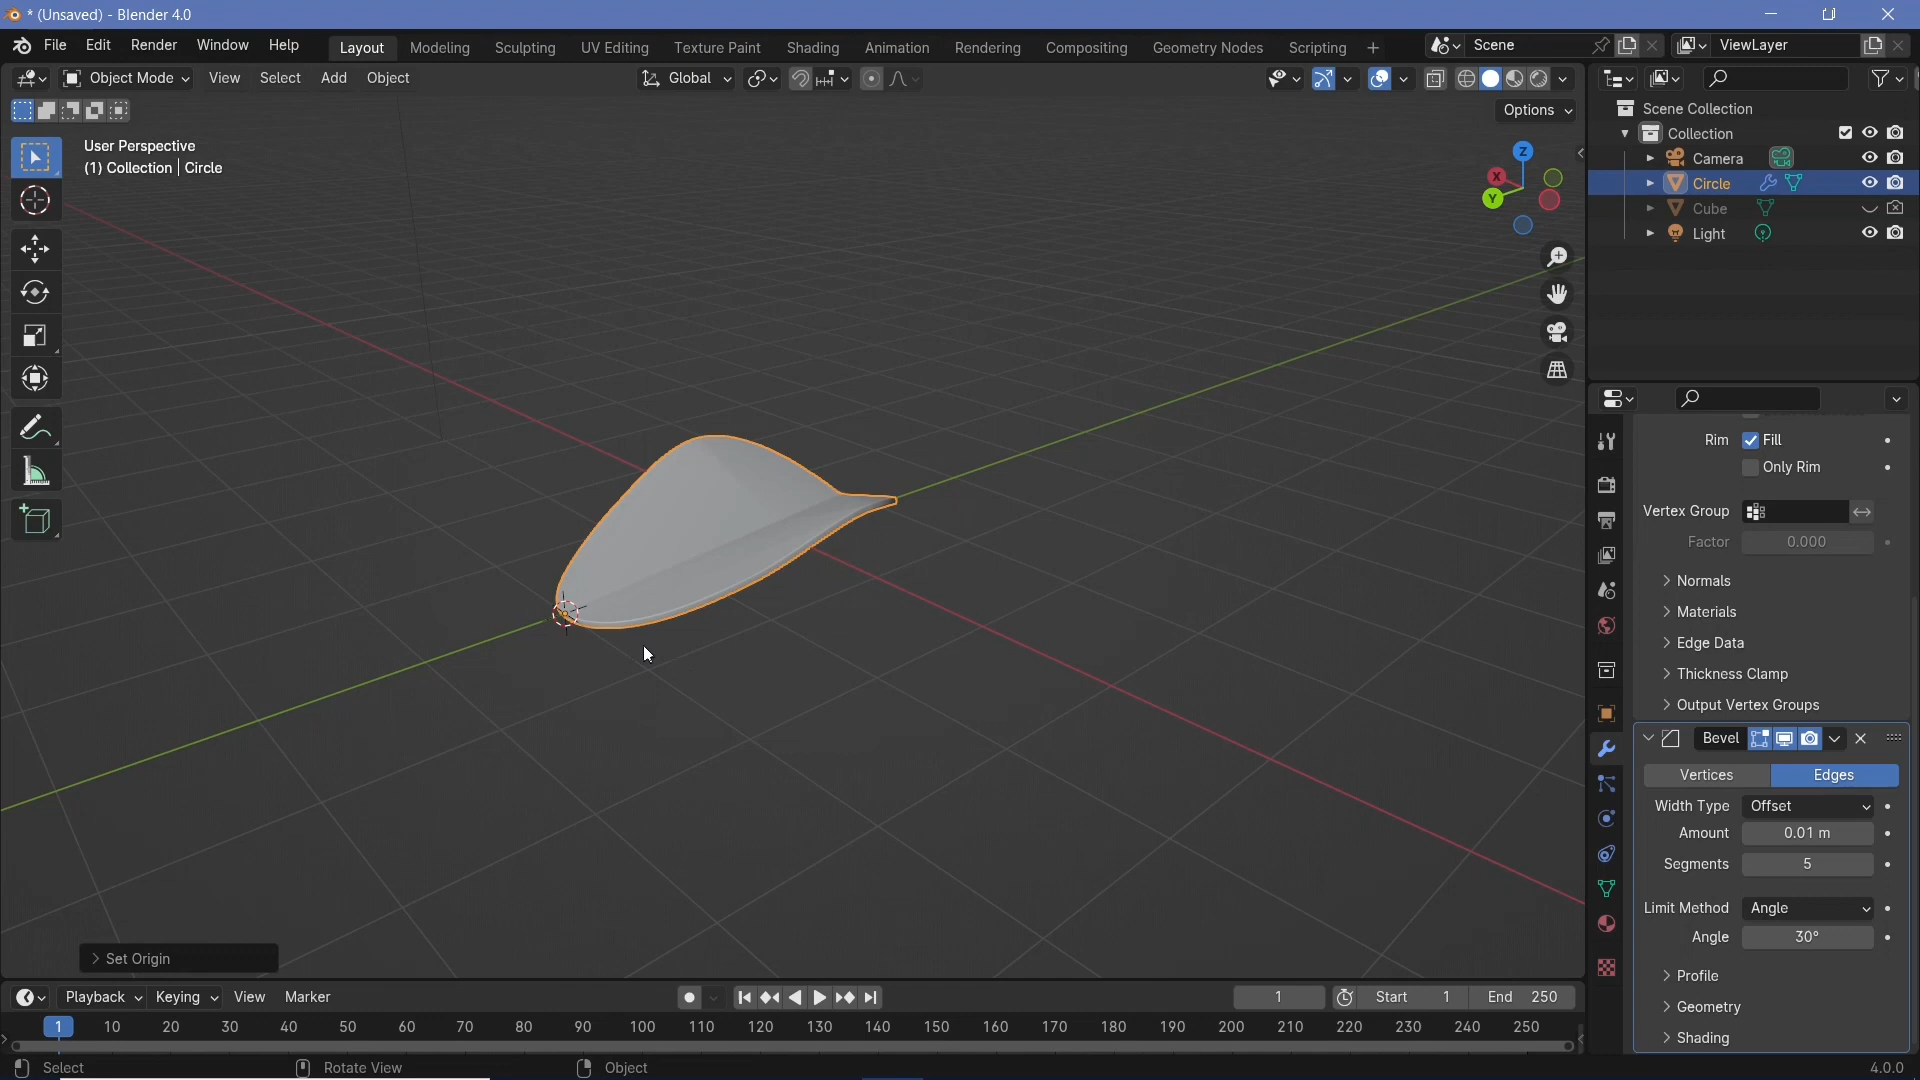 * (Unsaved) - Blender 4.0
File Edit Render Window Help
Layout Modeling Sculpting UV Editing Texture Paint Shading Animation Rendering Compositing Geometry Nodes Scripting +
Scene
ViewLayer
Object Mode View Select Add Object
Global
Options
User Perspective
(1) Collection | Circle
Z
X
Y
Scene Collection
Collection
Camera
Circle
Cube
Light
Rim Fill
Only Rim
Vertex Group
Factor 0.000
Normals
Materials
Edge Data
Thickness Clamp
Output Vertex Groups
Bevel
Vertices Edges
Width Type Offset
Amount 0.01 m
Segments 5
Limit Method Angle
Angle 30°
Profile
Geometry
Shading
Set Origin
Playback Keying View Marker
1 Start 1 End 250
1 10 20 30 40 50 60 70 80 90 100 110 120 130 140 150 160 170 180 190 200 210 220 230 240 250
Select Rotate View Object
4.0.0